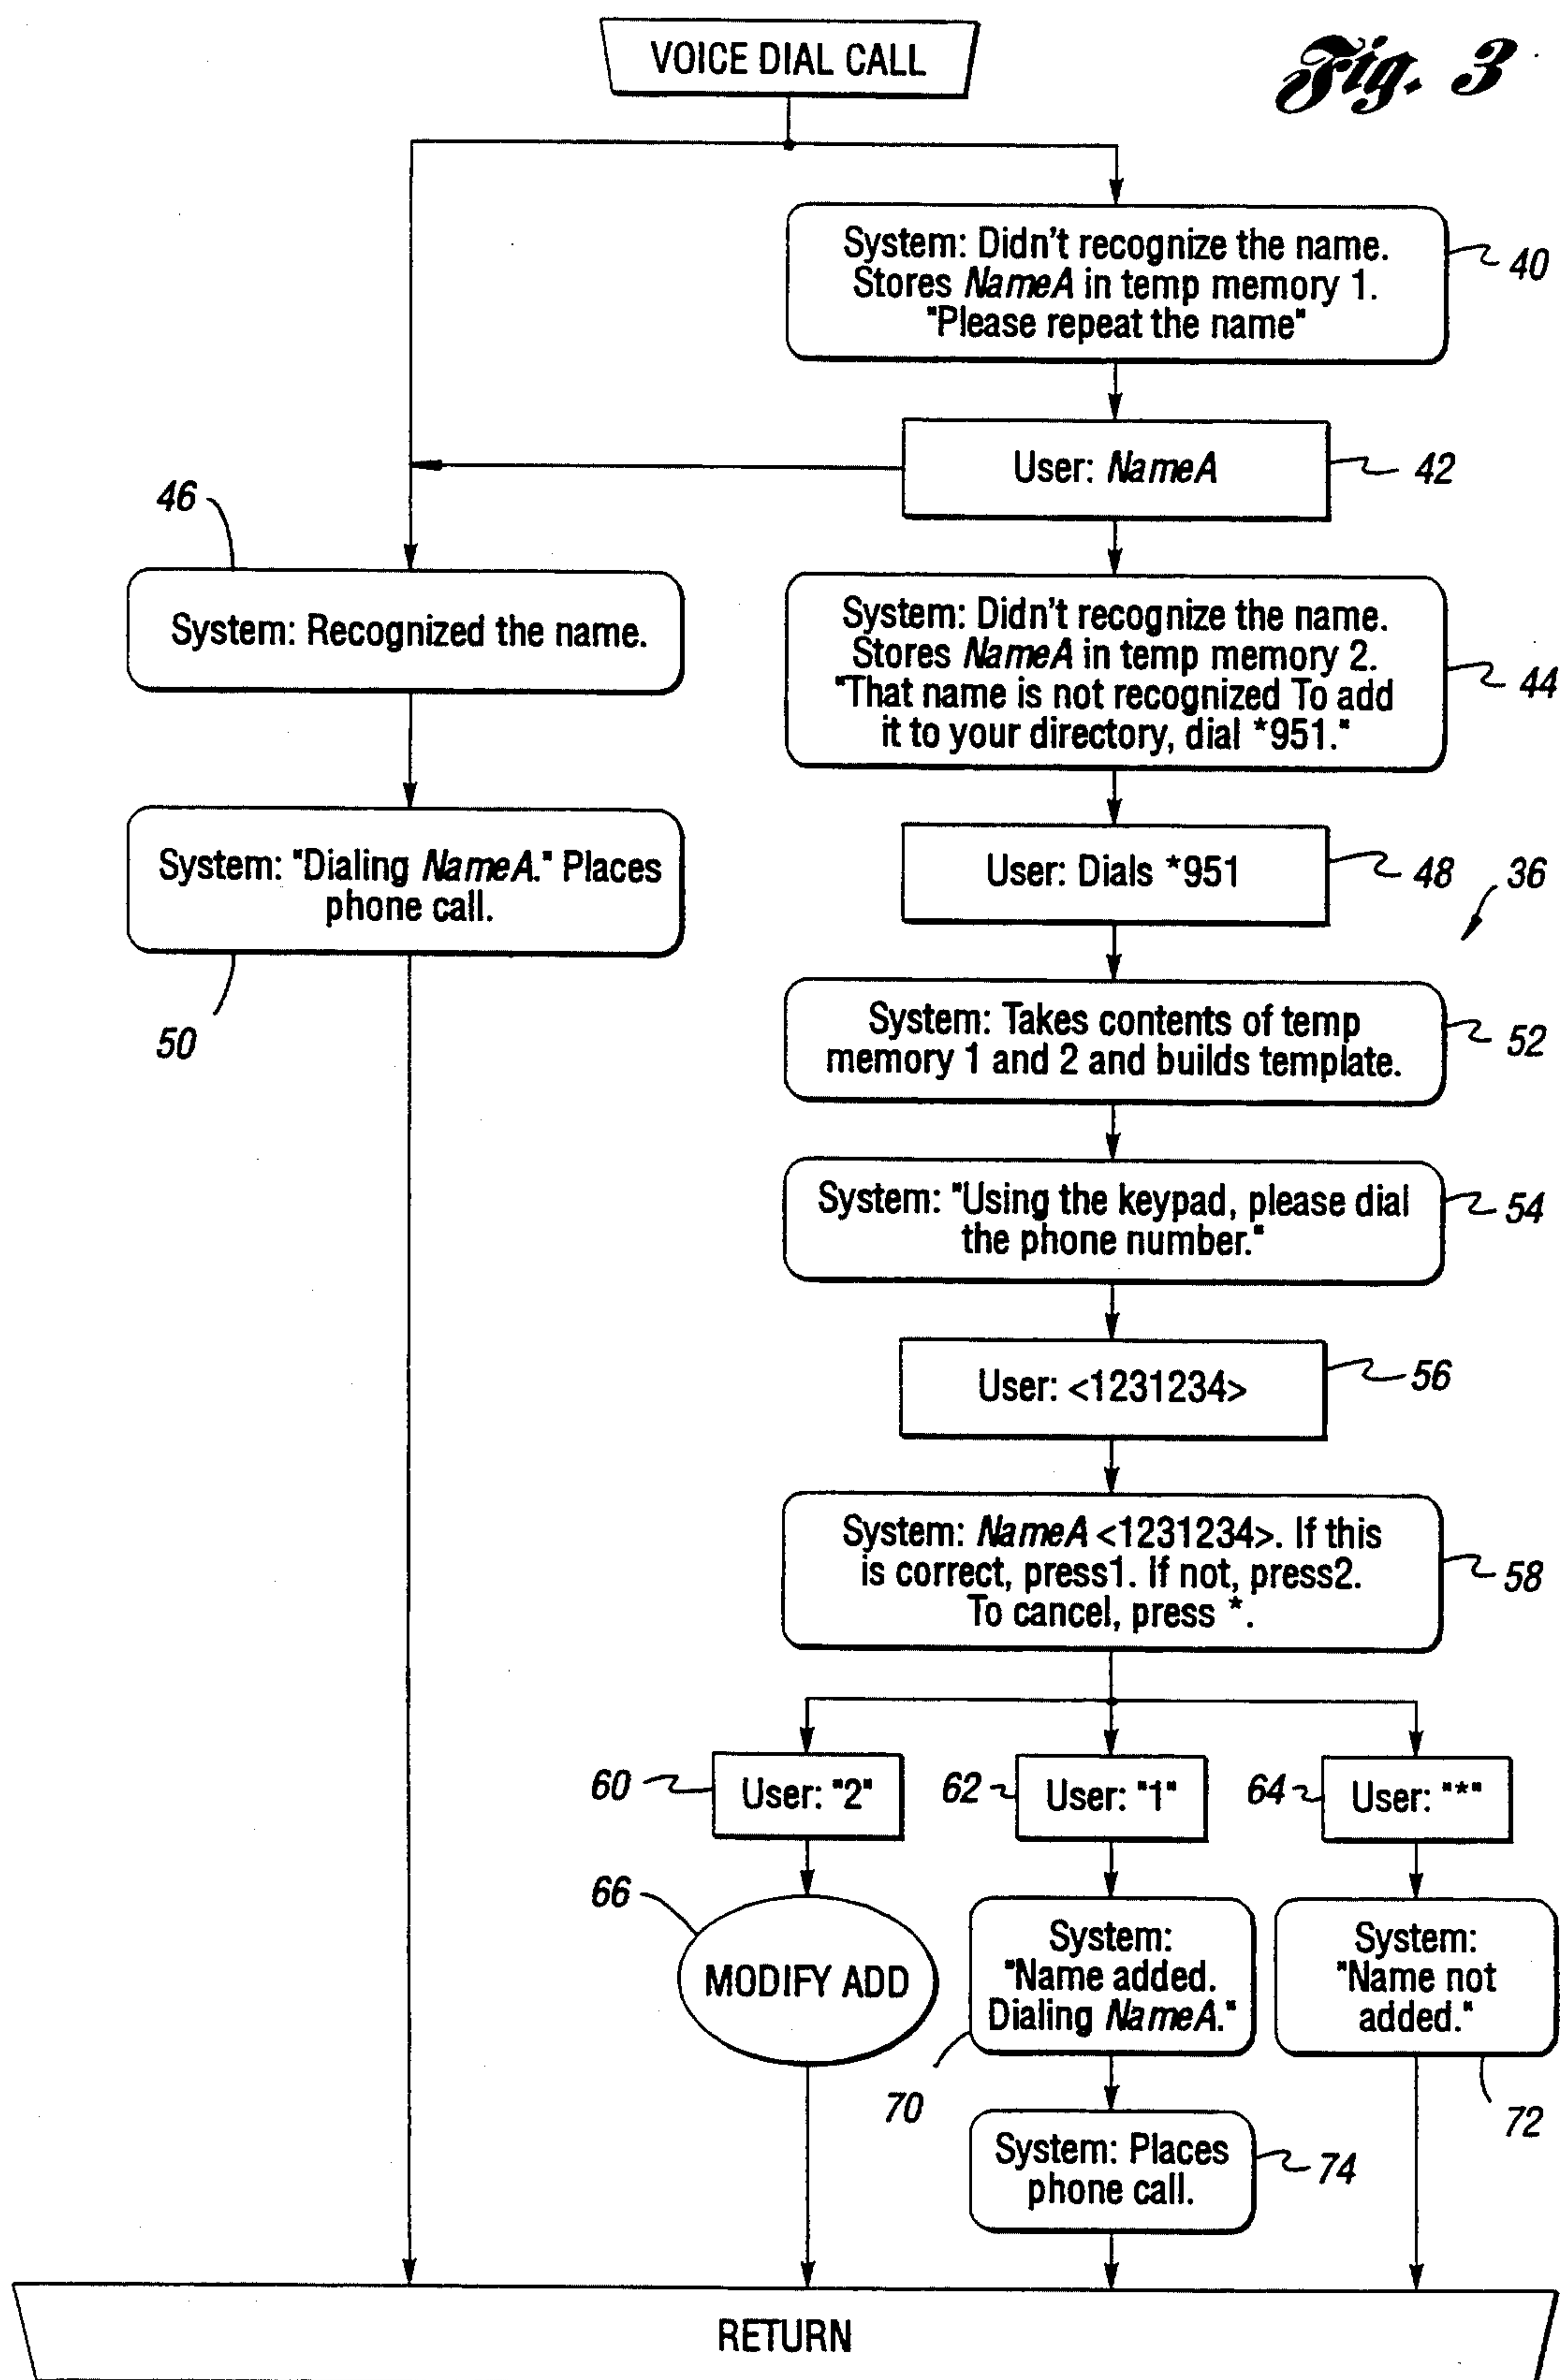 VOICE DIAL CALL
Fig. 3
System: Didn't recognize the name.
Stores NameA in temp memory 1.
"Please repeat the name"
40
User: NameA
42
46
System: Recognized the name.
System: Didn't recognize the name.
Stores NameA in temp memory 2.
"That name is not recognized To add
it to your directory, dial *951."
44
System: "Dialing NameA." Places
phone call.
50
User: Dials *951
48
36
System: Takes contents of temp
memory 1 and 2 and builds template.
52
System: "Using the keypad, please dial
the phone number."
54
User: <1231234>
56
System: NameA <1231234>. If this
is correct, press1. If not, press2.
To cancel, press *.
58
60
User: "2"
62
User: "1"
64
User: "*"
66
MODIFY ADD
System:
"Name added.
Dialing NameA."
70
System:
"Name not
added."
72
System: Places
phone call.
74
RETURN